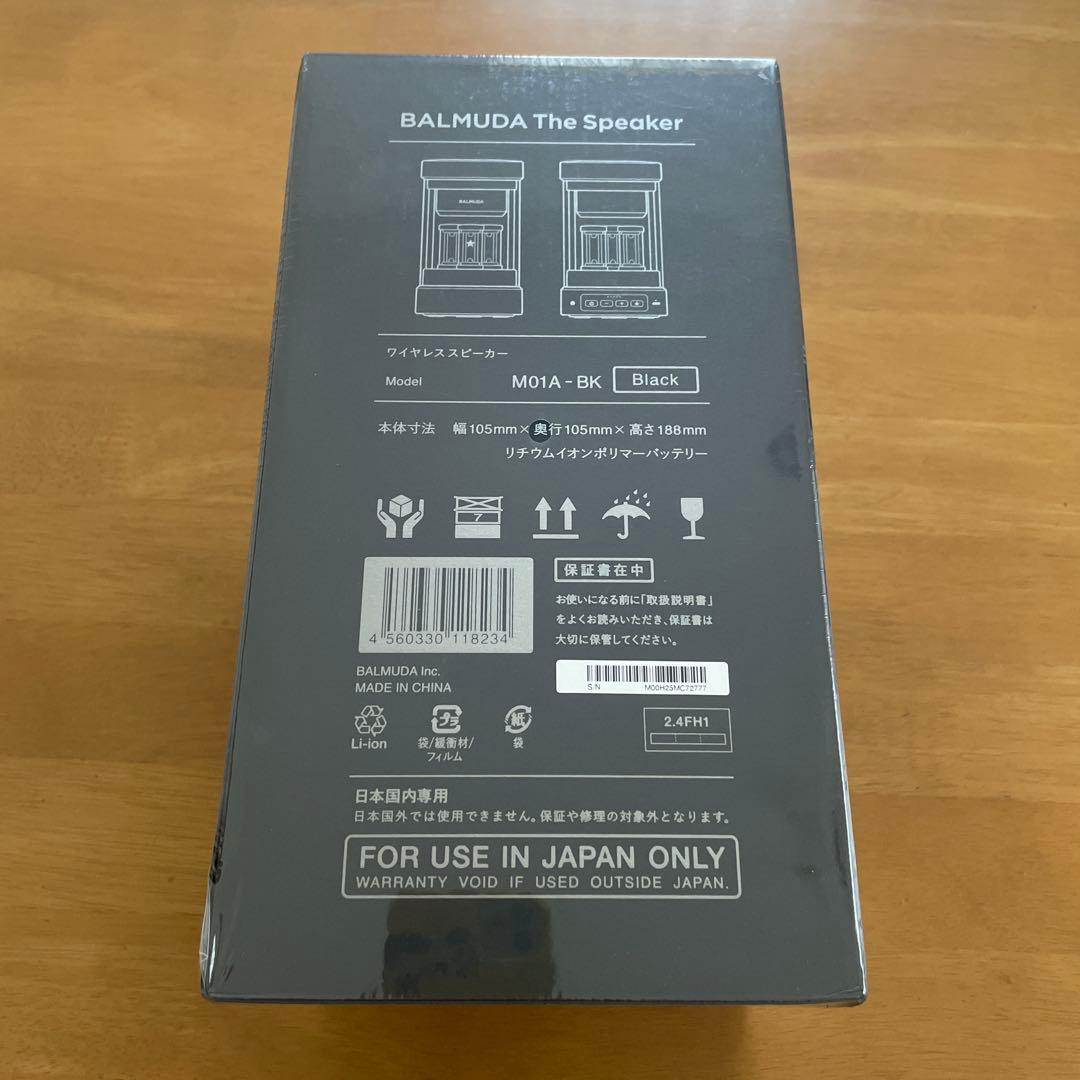 BALMUDA The Speaker
BALMUDA
ワイヤレススピーカー
Model M01A-BK Black
本体寸法 幅105mm×奥行105mm×高さ188mm
リチウムイオンポリマーバッテリー
7
保証書在中
お使いになる前に「取扱説明書」
をよくお読みいただき、保証書は
大切に保管してください。
4 560330 118234
S/N M00H25MC72777
BALMUDA Inc.
MADE IN CHINA
Li-ion
プラ
袋/緩衝材/
フィルム
紙
袋
2.4FH1
日本国内専用
日本国外では使用できません。保証や修理の対象外となります。
FOR USE IN JAPAN ONLY
WARRANTY VOID IF USED OUTSIDE JAPAN.